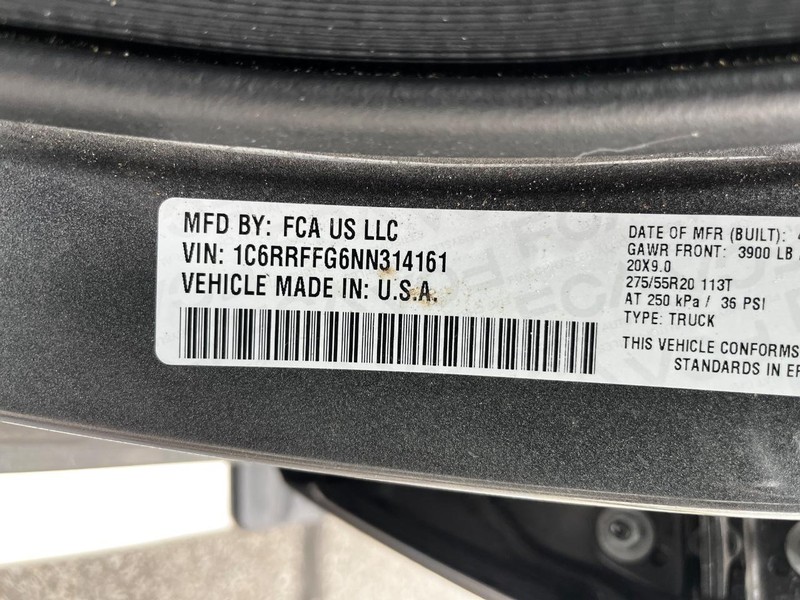 MFD BY: FCA US LLC
VIN: 1C6RRFFG6NN314161
VEHICLE MADE IN: U.S.A.
DATE OF MFR (BUILT): 4
GAWR FRONT: 3900 LB
20X9.0
275/55R20 113T
AT 250 kPa / 36 PSI
TYPE: TRUCK
THIS VEHICLE CONFORMS
STANDARDS IN